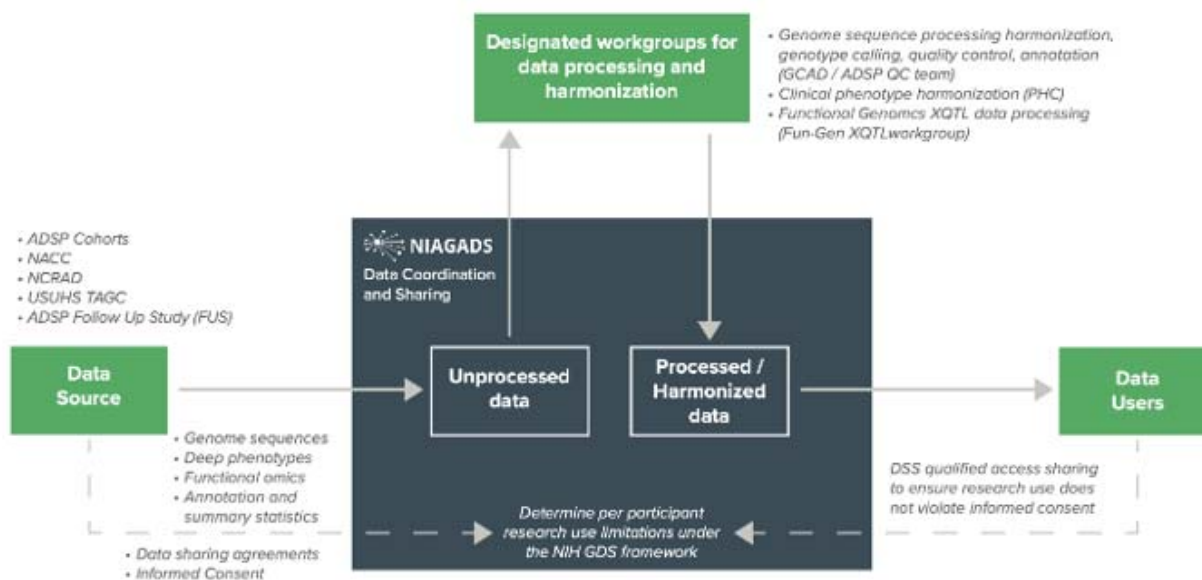 Designated workgroups for
data processing and
harmonization
• Genome sequence processing harmonization,
genotype calling, quality control, annotation
(GCAD / ADSP QC team)
• Clinical phenotype harmonization (PHC)
• Functional Genomcs XQTL data processing
(Fun-Gen XQTLworkgroup)
• ADSP Cohorts
• NACC
• NCRAD
• USUHS TAGC
• ADSP Follow Up Study (FUS)
NIAGADS
Data Coordination
and Sharing
Data
Source
Unprocessed
data
Processed /
Harmonized
data
Data
Users
• Genome sequences
• Deep phenotypes
• Functional omics
• Annotation and
summary statistics
DSS qualified access sharing
to ensure research use does
not violate informed consent
Determine per participant
research use limitations under
the NIH GDS framework
• Data sharing agreements
• Informed Consent